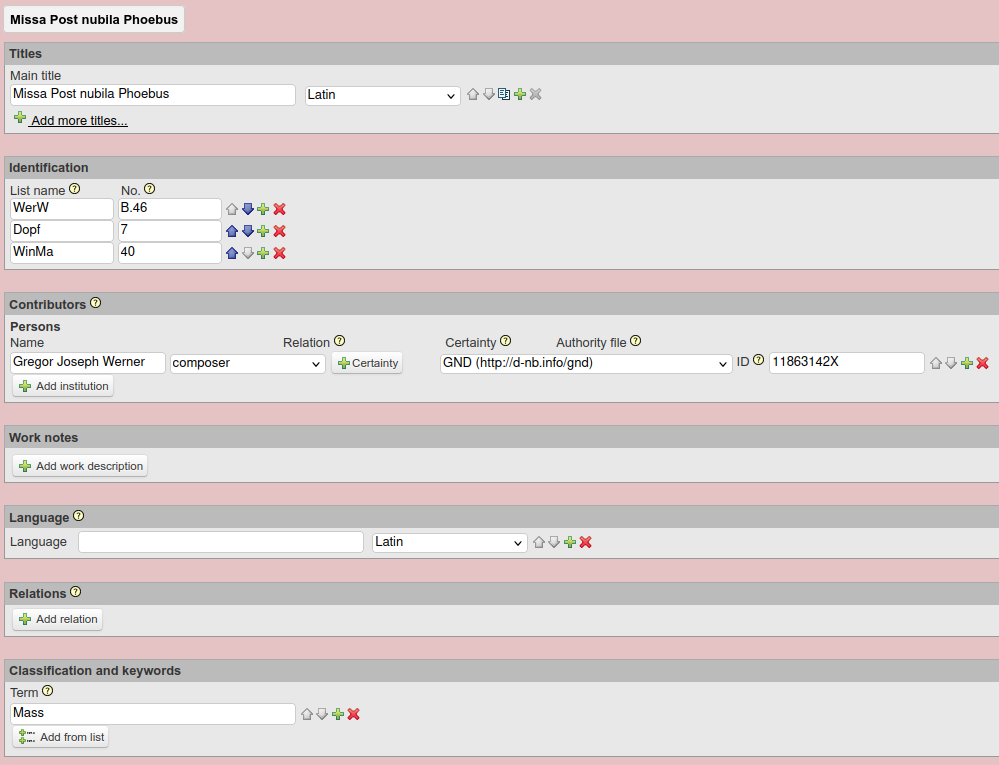 Missa Post nubila Phoebus
Titles
Main title
Missa Post nubila Phoebus Latin
Add more titles...
Identification
List name ? No. ?
WerW B.46
Dopf 7
WinMa 40
Contributors ?
Persons
Name Relation ? Certainty ? Authority file ?
Gregor Joseph Werner composer Certainty GND (http://d-nb.info/gnd) ID ? 11863142X
Add institution
Work notes
Add work description
Language ?
Language Latin
Relations ?
Add relation
Classification and keywords
Term ?
Mass
Add from list